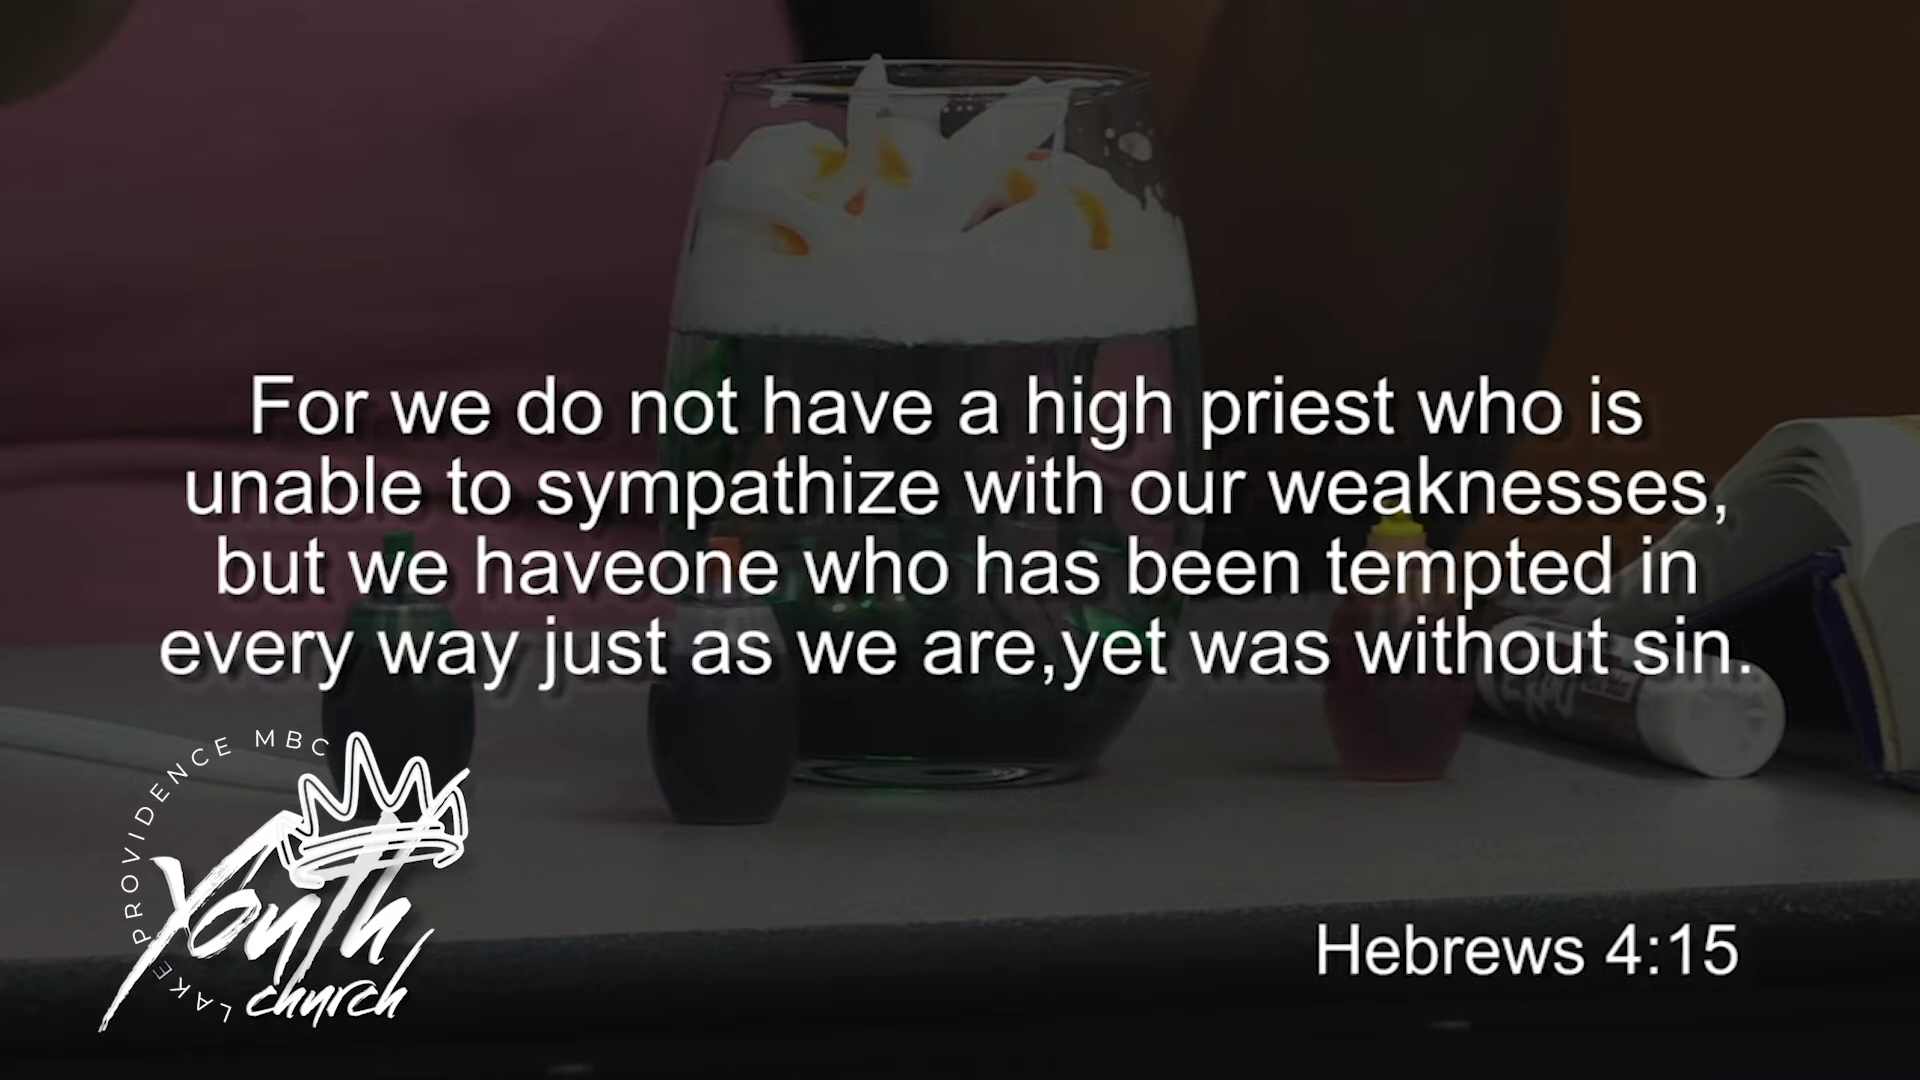 For we do not have a high priest who is
unable to sympathize with our weaknesses,
but we haveone who has been tempted in
every way just as we are,yet was without sin.
LAKE PROVIDENCE MBC
Youth
church
Hebrews 4:15